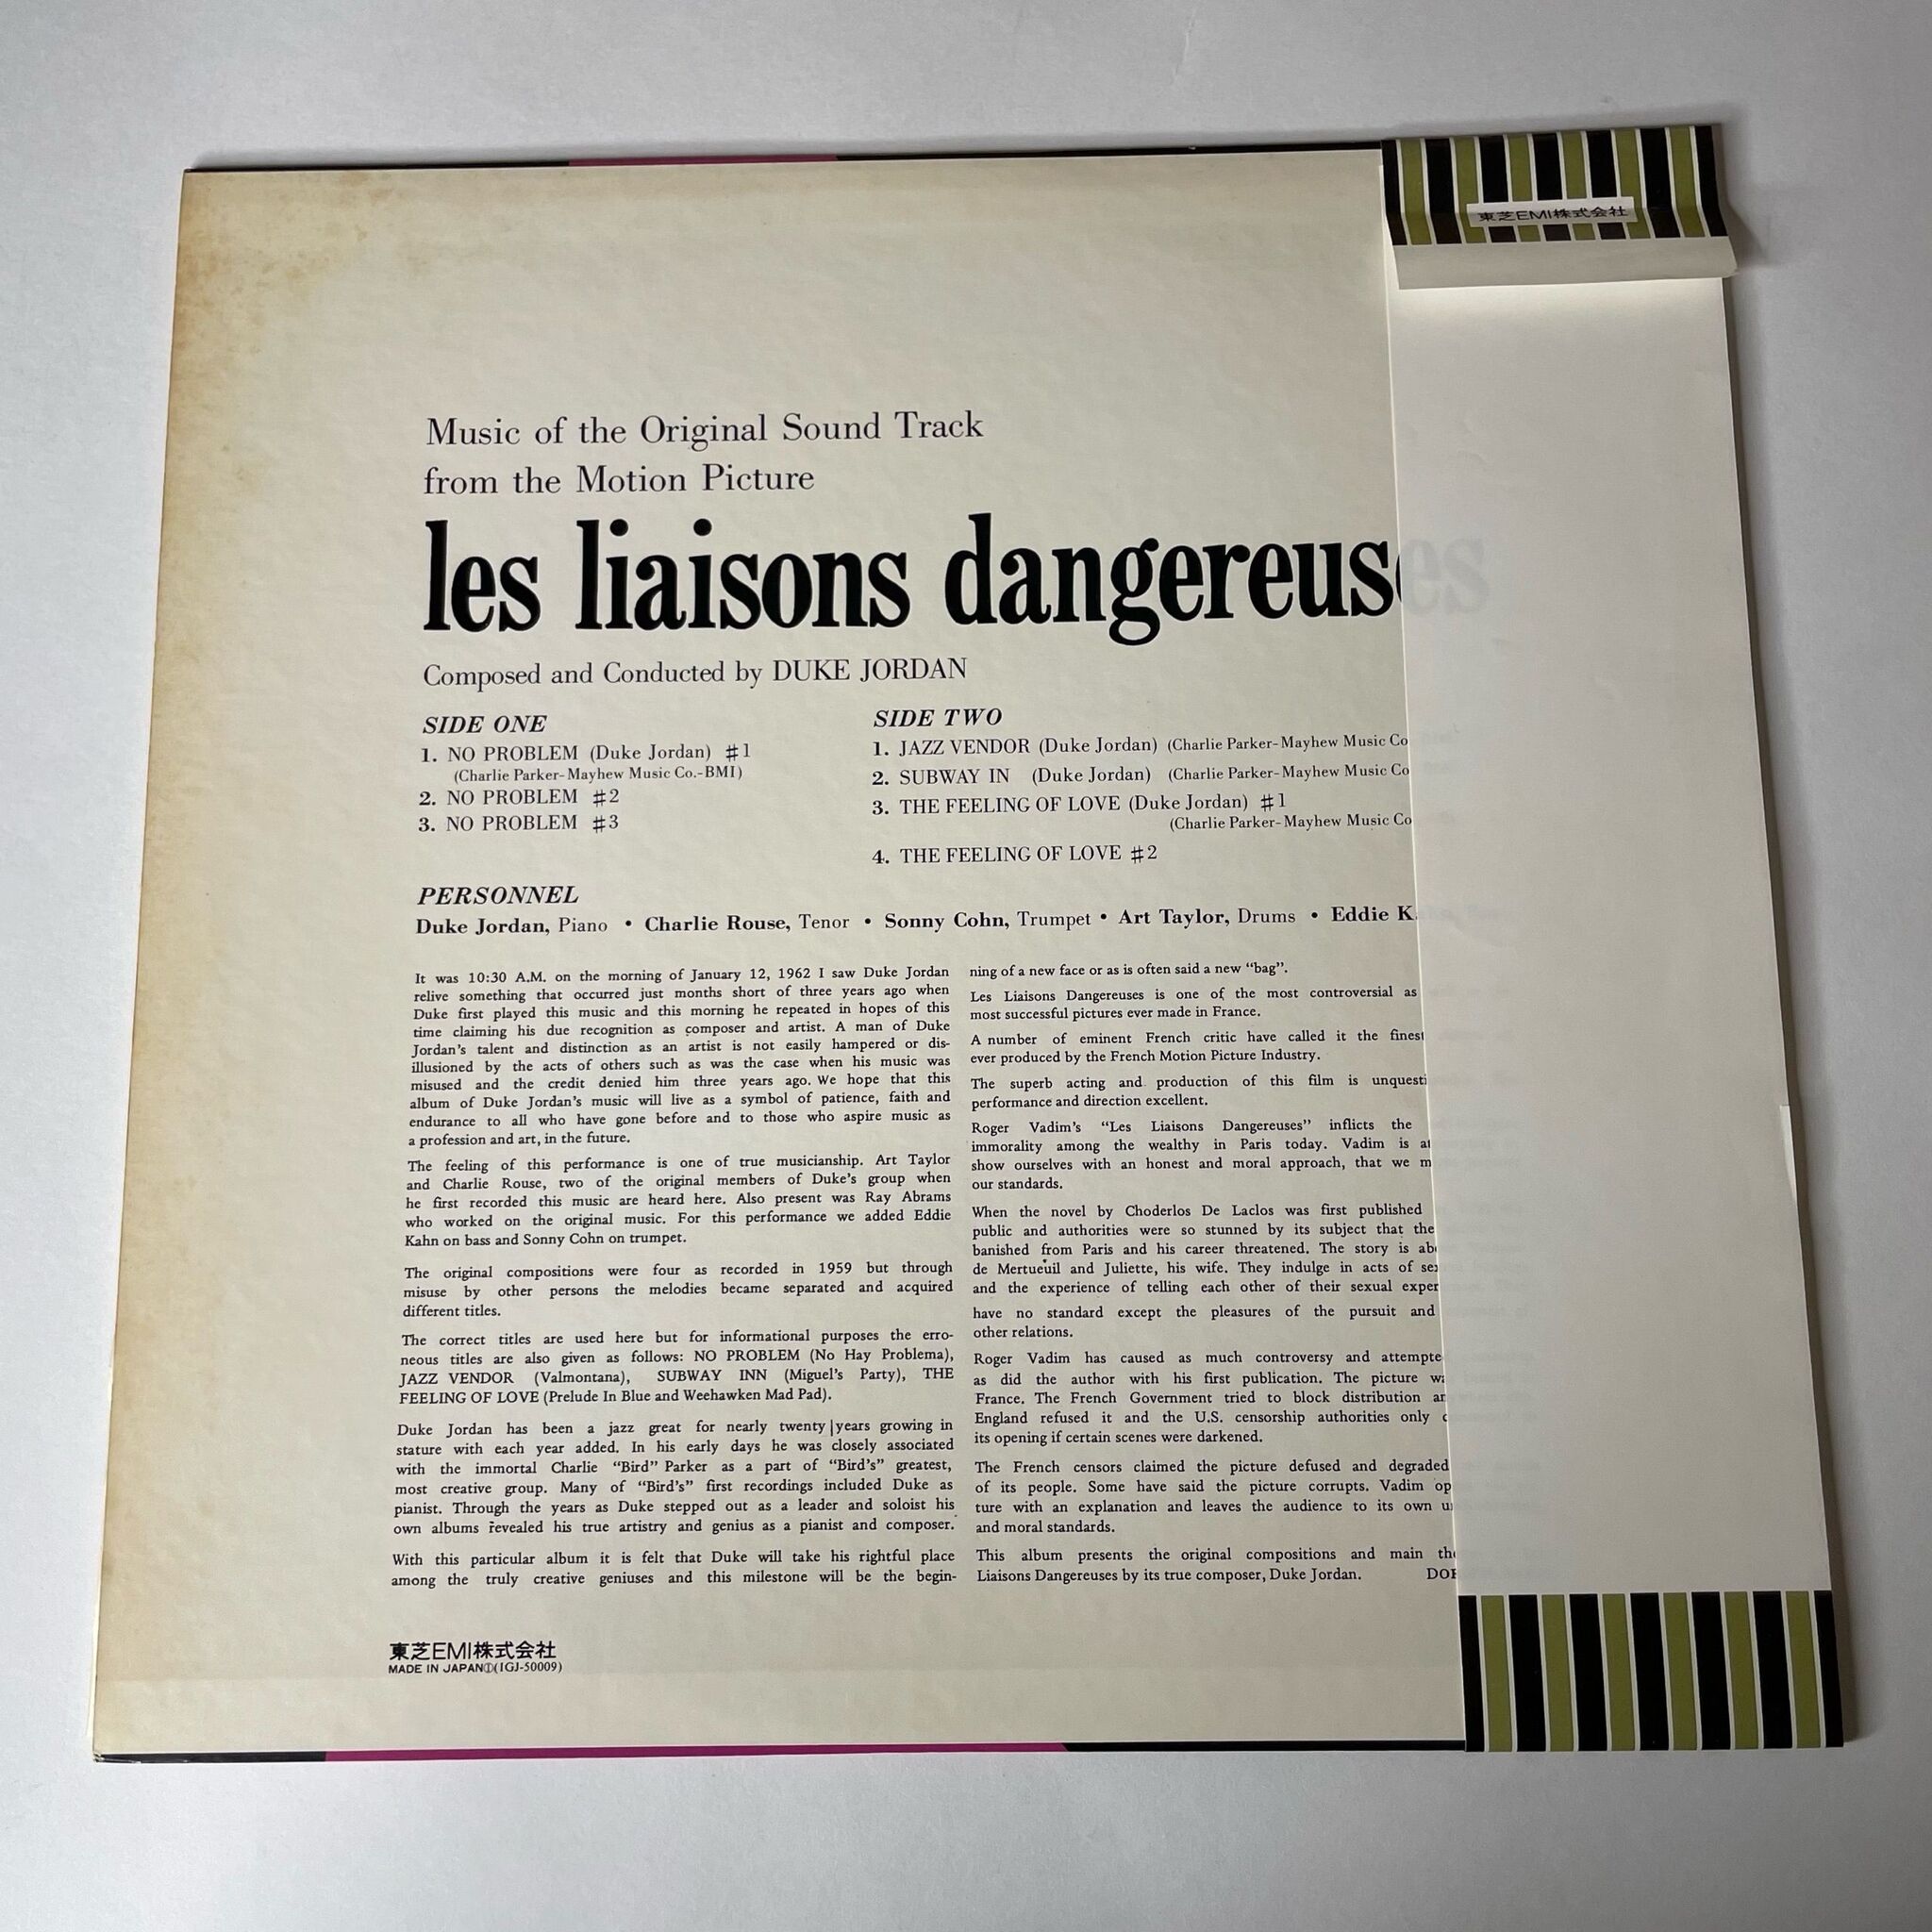 東芝EMI株式会社
Music of the Original Sound Track
from the Motion Picture
les liaisons dangereuses
Composed and Conducted by DUKE JORDAN
SIDE ONE
1. NO PROBLEM (Duke Jordan) #1
(Charlie Parker-Mayhew Music Co.-BMI)
2. NO PROBLEM #2
3. NO PROBLEM #3
SIDE TWO
1. JAZZ VENDOR (Duke Jordan) (Charlie Parker-Mayhew Music Co
2. SUBWAY IN (Duke Jordan) (Charlie Parker-Mayhew Music Co
3. THE FEELING OF LOVE (Duke Jordan) #1
(Charlie Parker-Mayhew Music Co
4. THE FEELING OF LOVE #2
PERSONNEL
Duke Jordan, Piano • Charlie Rouse, Tenor • Sonny Cohn, Trumpet • Art Taylor, Drums • Eddie K
It was 10:30 A.M. on the morning of January 12, 1962 I saw Duke Jordan
relive something that occurred just months short of three years ago when
Duke first played this music and this morning he repeated in hopes of this
time claiming his due recognition as composer and artist. A man of Duke
Jordan's talent and distinction as an artist is not easily hampered or dis-
illusioned by the acts of others such as was the case when his music was
misused and the credit denied him three years ago. We hope that this
album of Duke Jordan's music will live as a symbol of patience, faith and
endurance to all who have gone before and to those who aspire music as
a profession and art, in the future.
The feeling of this performance is one of true musicianship. Art Taylor
and Charlie Rouse, two of the original members of Duke's group when
he first recorded this music are heard here. Also present was Ray Abrams
who worked on the original music. For this performance we added Eddie
Kahn on bass and Sonny Cohn on trumpet.
The original compositions were four as recorded in 1959 but through
misuse by other persons the melodies became separated and acquired
different titles.
The correct titles are used here but for informational purposes the erro-
neous titles are also given as follows: NO PROBLEM (No Hay Problema),
JAZZ VENDOR (Valmontana), SUBWAY INN (Miguel's Party), THE
FEELING OF LOVE (Prelude In Blue and Weehawken Mad Pad).
Duke Jordan has been a jazz great for nearly twenty years growing in
stature with each year added. In his early days he was closely associated
with the immortal Charlie "Bird" Parker as a part of "Bird's" greatest,
most creative group. Many of "Bird's" first recordings included Duke as
pianist. Through the years as Duke stepped out as a leader and soloist his
own albums revealed his true artistry and genius as a pianist and composer.
With this particular album it is felt that Duke will take his rightful place
among the truly creative geniuses and this milestone will be the begin-
ning of a new face or as is often said a new "bag".
Les Liaisons Dangereuses is one of the most controversial as
most successful pictures ever made in France.
A number of eminent French critic have called it the finest
ever produced by the French Motion Picture Industry.
The superb acting and production of this film is unquesti
performance and direction excellent.
Roger Vadim's "Les Liaisons Dangereuses" inflicts the
immorality among the wealthy in Paris today. Vadim is at
show ourselves with an honest and moral approach, that we m
our standards.
When the novel by Choderlos De Laclos was first published
public and authorities were so stunned by its subject that the
banished from Paris and his career threatened. The story is ab
de Mertueuil and Juliette, his wife. They indulge in acts of se
and the experience of telling each other of their sexual exper
have no standard except the pleasures of the pursuit and
other relations.
Roger Vadim has caused as much controversy and attempte
as did the author with his first publication. The picture w
France. The French Government tried to block distribution ar
England refused it and the U.S. censorship authorities only
its opening if certain scenes were darkened.
The French censors claimed the picture defused and degraded
of its people. Some have said the picture corrupts. Vadim op
ture with an explanation and leaves the audience to its own u
and moral standards.
This album presents the original compositions and main th
Liaisons Dangereuses by its true composer, Duke Jordan. DO
東芝EMI株式会社
MADE IN JAPAN①(IGJ-50009)